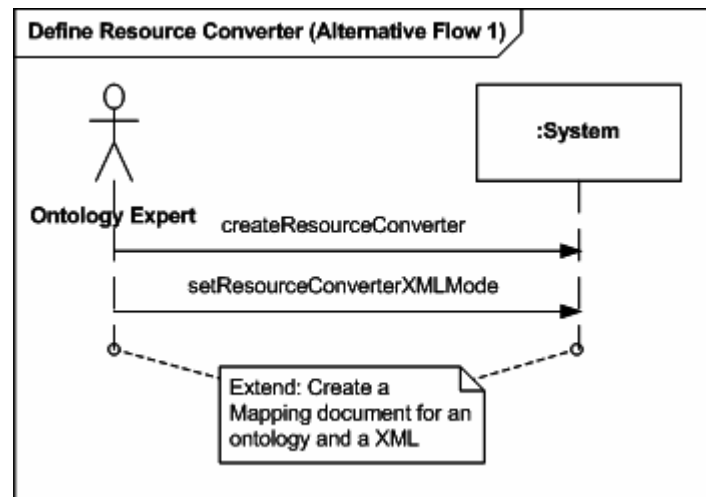 Define Resource Converter (Alternative Flow 1)
:System
Ontology Expert
createResourceConverter
setResourceConverterXMLMode
Extend: Create a
Mapping document for an
ontology and a XML